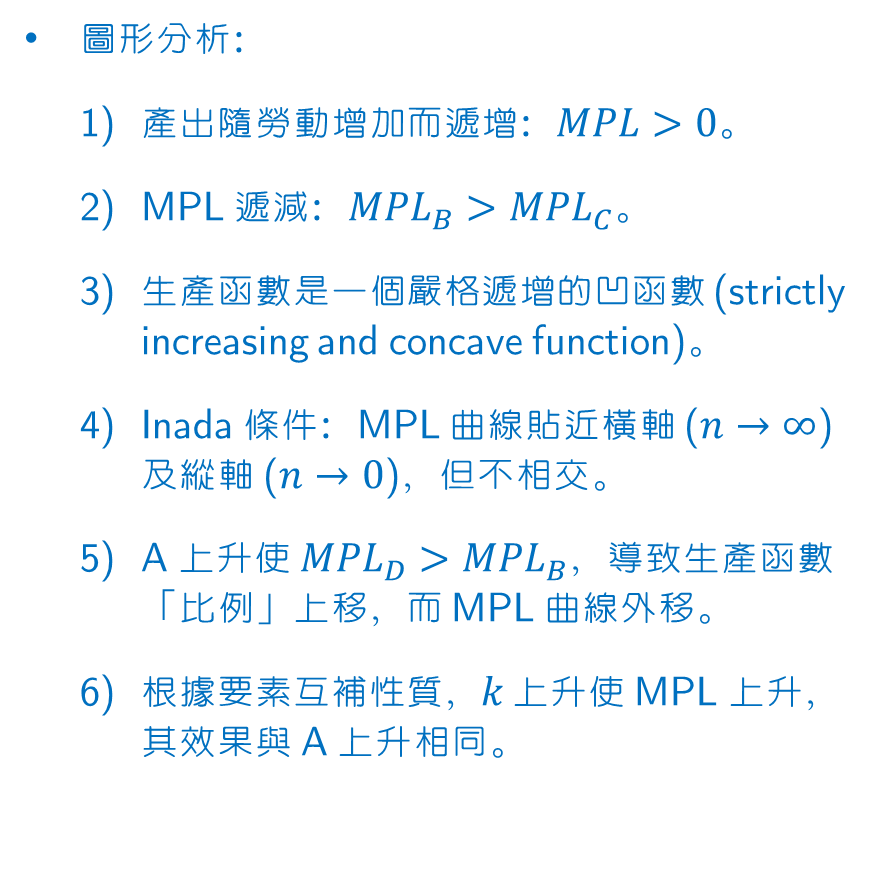 • 圖形分析：
1) 產出隨勞動增加而遞增：MPL > 0。
2) MPL 遞減：MPL_B > MPL_C。
3) 生產函數是一個嚴格遞增的凹函數 (strictly
increasing and concave function)。
4) Inada 條件：MPL 曲線貼近橫軸 (n → ∞)
及縱軸 (n → 0)，但不相交。
5) A 上升使 MPL_D > MPL_B，導致生產函數
「比例」上移，而 MPL 曲線外移。
6) 根據要素互補性質，k 上升使 MPL 上升，
其效果與 A 上升相同。